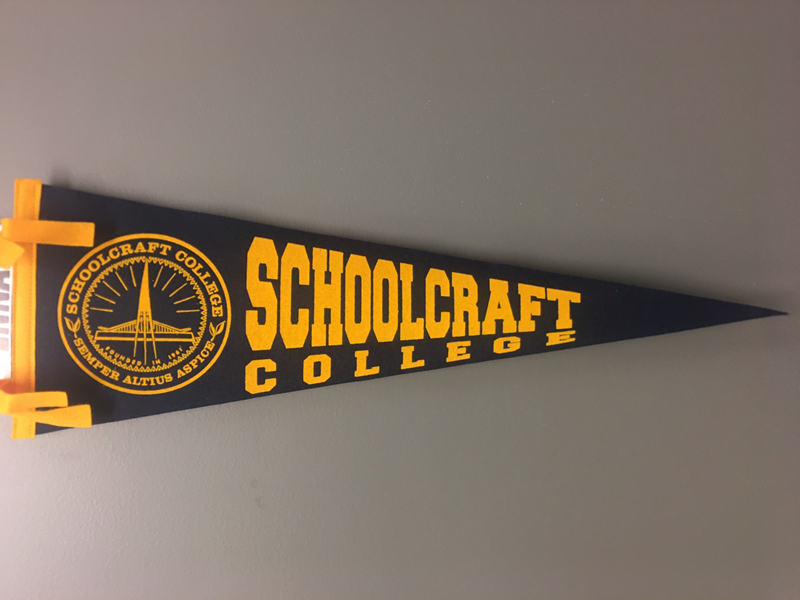 SCHOOLCRAFT COLLEGE
FOUNDED IN 1961
SEMPER ALTIUS ASPICE
SCHOOLCRAFT
COLLEGE